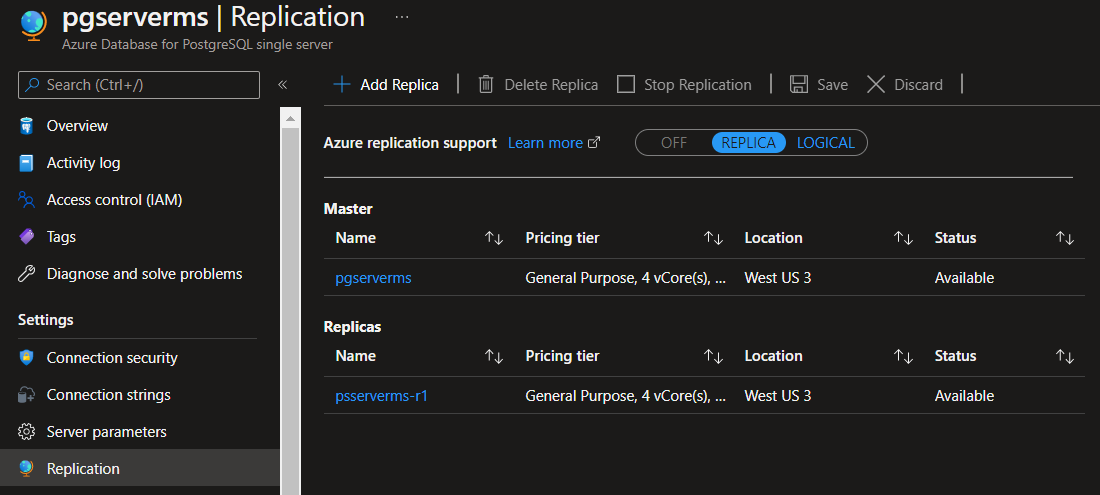 pgserverms | Replication ...
Azure Database for PostgreSQL single server
Search (Ctrl+/) «
Overview
Activity log
Access control (IAM)
Tags
Diagnose and solve problems
Settings
Connection security
Connection strings
Server parameters
Replication
+ Add Replica | Delete Replica Stop Replication | Save Discard |
Azure replication support Learn more OFF REPLICA LOGICAL
Master
Name ↑↓ Pricing tier ↑↓ Location ↑↓ Status ↑↓
pgserverms General Purpose, 4 vCore(s), ... West US 3 Available
Replicas
Name ↑↓ Pricing tier ↑↓ Location ↑↓ Status ↑↓
psserverms-r1 General Purpose, 4 vCore(s), ... West US 3 Available